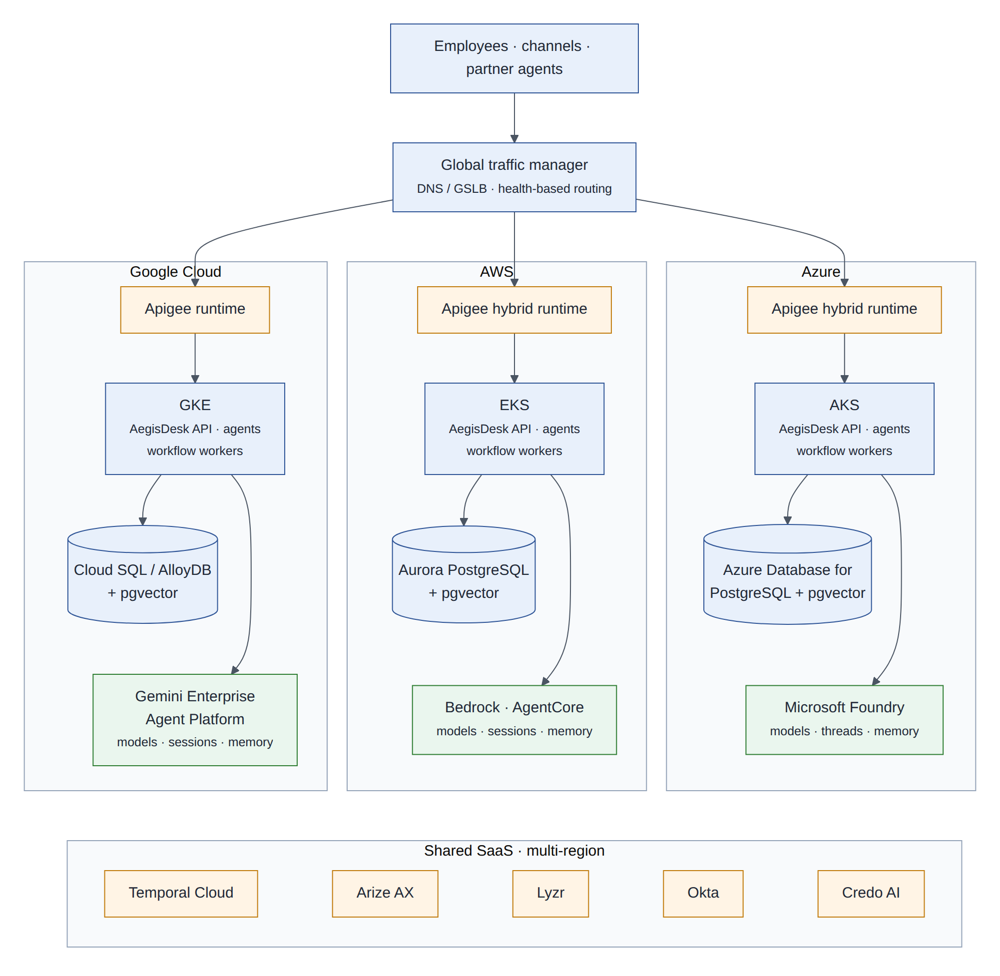 Employees · channels ·
partner agents
Global traffic manager
DNS / GSLB · health-based routing
Google Cloud
Apigee runtime
GKE
AegisDesk API · agents
workflow workers
Cloud SQL / AlloyDB
+ pgvector
Gemini Enterprise
Agent Platform
models · sessions · memory
AWS
Apigee hybrid runtime
EKS
AegisDesk API · agents
workflow workers
Aurora PostgreSQL
+ pgvector
Bedrock · AgentCore
models · sessions · memory
Azure
Apigee hybrid runtime
AKS
AegisDesk API · agents
workflow workers
Azure Database for
PostgreSQL + pgvector
Microsoft Foundry
models · threads · memory
Shared SaaS · multi-region
Temporal Cloud
Arize AX
Lyzr
Okta
Credo AI